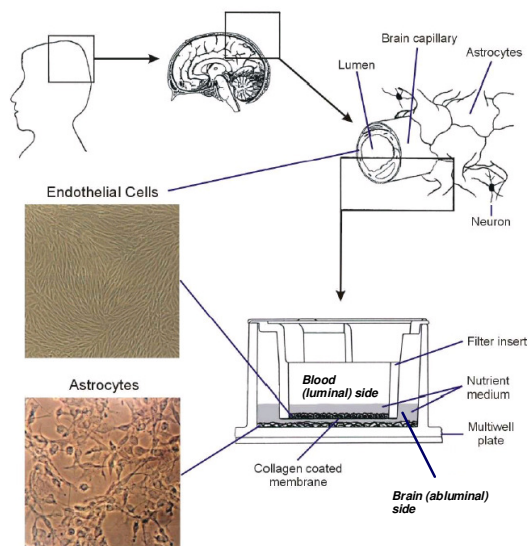 Brain capillary
Astrocytes
Lumen
Neuron
Endothelial Cells
Astrocytes
Filter insert
Blood
(luminal) side
Nutrient
medium
Multiwell
plate
Collagen coated
membrane
Brain (abluminal)
side